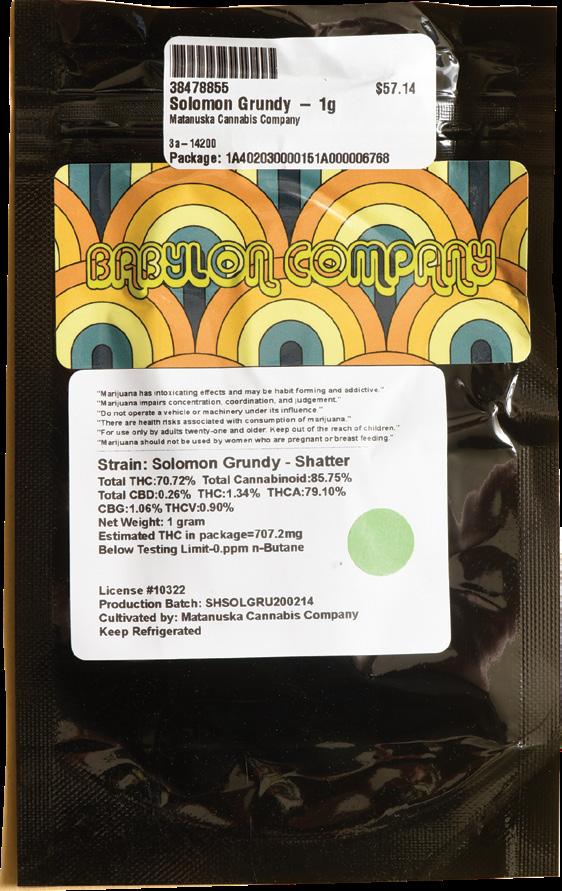 38478855 $57.14
Solomon Grundy – 1g
Matanuska Cannabis Company
3a–14200
Package: 1A402030000151A000006768
BABYLON COMPANY
"Marijuana has intoxicating effects and may be habit forming and addictive."
"Marijuana impairs concentration, coordination, and judgement."
"Do not operate a vehicle or machinery under its influence."
"There are health risks associated with consumption of marijuana."
"For use only by adults twenty-one and older. Keep out of the reach of children."
"Marijuana should not be used by women who are pregnant or breast feeding."
Strain: Solomon Grundy - Shatter
Total THC:70.72% Total Cannabinoid:85.75%
Total CBD:0.26% THC:1.34% THCA:79.10%
CBG:1.06% THCV:0.90%
Net Weight: 1 gram
Estimated THC in package=707.2mg
Below Testing Limit-0.ppm n-Butane
License #10322
Production Batch: SHSOLGRU200214
Cultivated by: Matanuska Cannabis Company
Keep Refrigerated